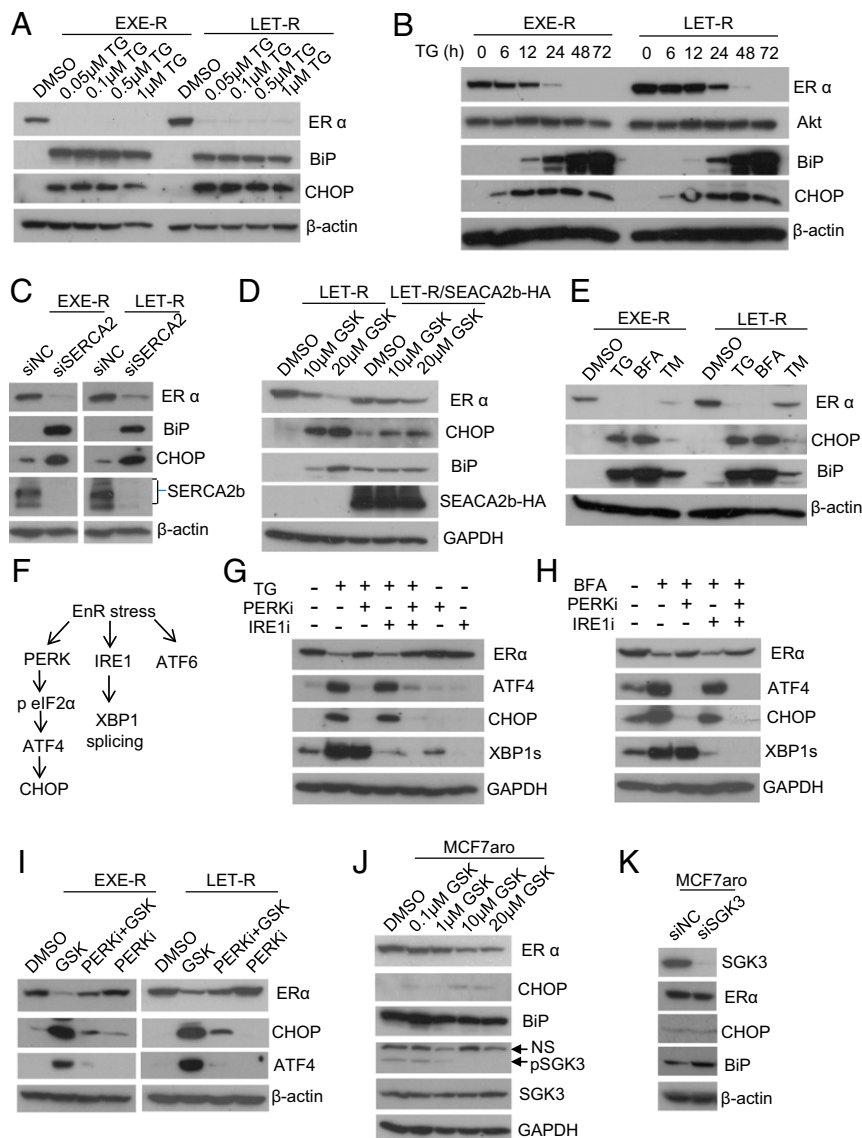 A
EXE-R LET-R
DMSO 0.05µM TG 0.1µM TG 0.5µM TG 1µM TG DMSO 0.05µM TG 0.1µM TG 0.5µM TG 1µM TG
ER α
BiP
CHOP
β-actin
B
EXE-R LET-R
TG (h) 0 6 12 24 48 72 0 6 12 24 48 72
ER α
Akt
BiP
CHOP
β-actin
C
EXE-R LET-R
siNC siSERCA2 siNC siSERCA2
ER α
BiP
CHOP
SERCA2b
β-actin
D
LET-R LET-R/SEACA2b-HA
DMSO 10µM GSK 20µM GSK DMSO 10µM GSK 20µM GSK
ER α
CHOP
BiP
SEACA2b-HA
GAPDH
E
EXE-R LET-R
DMSO TG BFA TM DMSO TG BFA TM
ER α
CHOP
BiP
β-actin
F
EnR stress
PERK IRE1 ATF6
p eIF2α
XBP1
splicing
ATF4
CHOP
G
TG - + + + + - -
PERKi - - + - + + -
IRE1i - - - + + - +
ERα
ATF4
CHOP
XBP1s
GAPDH
H
BFA - + + + +
PERKi - - + - +
IRE1i - - - + +
ERα
ATF4
CHOP
XBP1s
GAPDH
I
EXE-R LET-R
DMSO GSK PERKi+GSK PERKi DMSO GSK PERKi+GSK PERKi
ERα
CHOP
ATF4
β-actin
J
MCF7aro
DMSO 0.1µM GSK 1µM GSK 10µM GSK 20µM GSK
ER α
CHOP
BiP
NS
pSGK3
SGK3
GAPDH
K
MCF7aro
siNC siSGK3
SGK3
ERα
CHOP
BiP
β-actin